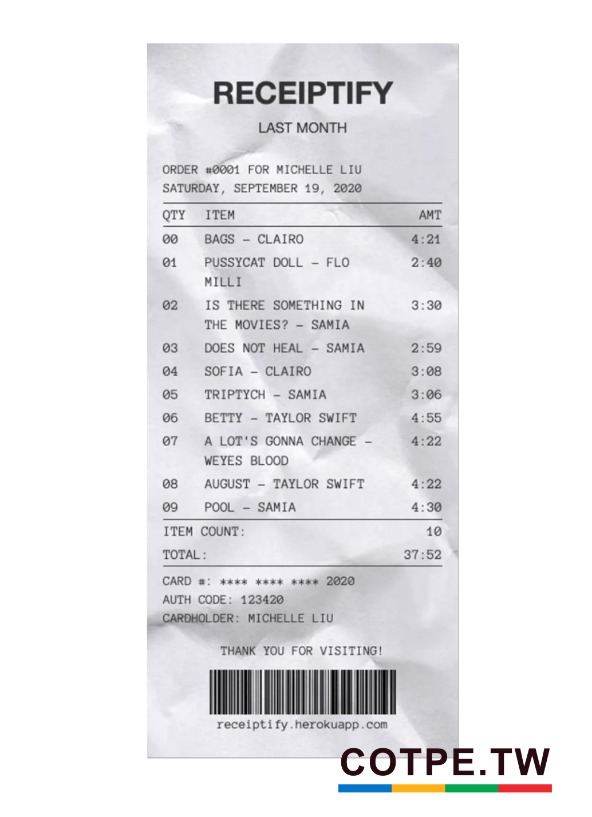 RECEIPTIFY
LAST MONTH
ORDER #0001 FOR MICHELLE LIU
SATURDAY, SEPTEMBER 19, 2020
QTY ITEM AMT
00 BAGS - CLAIRO 4:21
01 PUSSYCAT DOLL - FLO 2:40
MILLI
02 IS THERE SOMETHING IN 3:30
THE MOVIES? - SAMIA
03 DOES NOT HEAL - SAMIA 2:59
04 SOFIA - CLAIRO 3:08
05 TRIPTYCH - SAMIA 3:06
06 BETTY - TAYLOR SWIFT 4:55
07 A LOT'S GONNA CHANGE - 4:22
WEYES BLOOD
08 AUGUST - TAYLOR SWIFT 4:22
09 POOL - SAMIA 4:30
ITEM COUNT: 10
TOTAL: 37:52
CARD #: **** **** **** 2020
AUTH CODE: 123420
CARDHOLDER: MICHELLE LIU
THANK YOU FOR VISITING!
receiptify.herokuapp.com
COTPE.TW